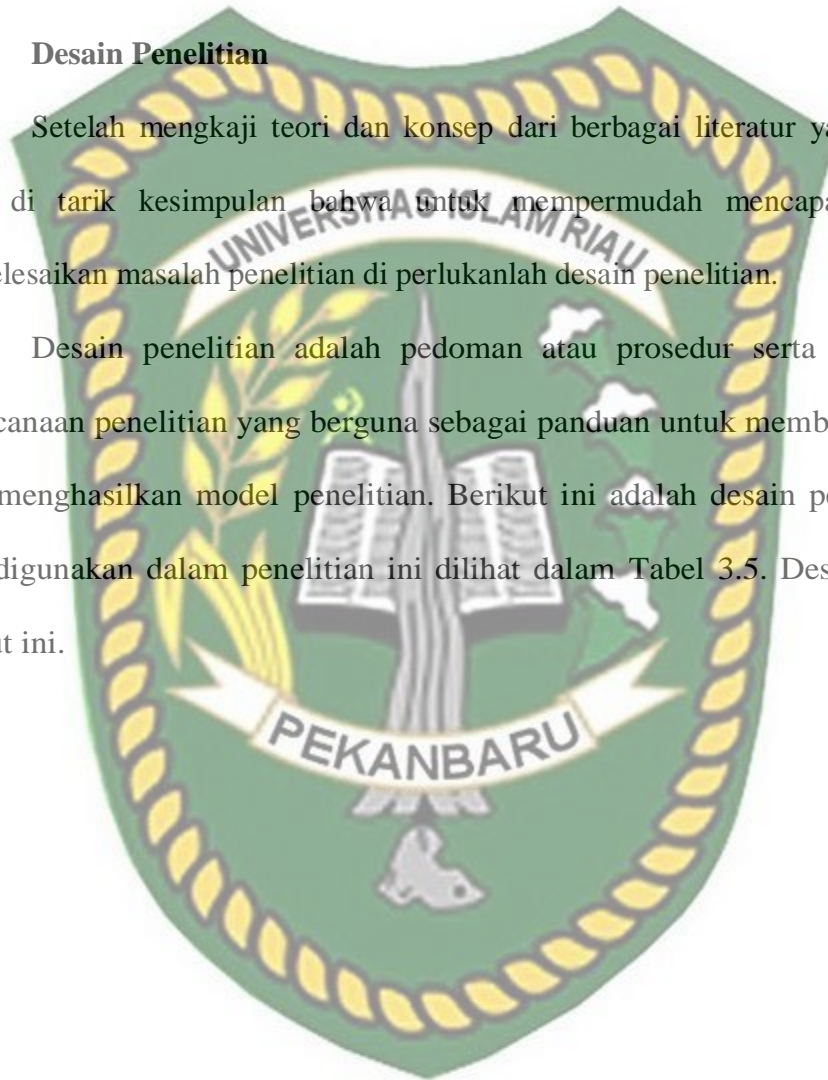 Desain Penelitian
Setelah mengkaji teori dan konsep dari berbagai literatur ya
di tarik kesimpulan bahwa untuk mempermudah mencapa
UNIVERSITAS ISLAM RIAU
elesaikan masalah penelitian di perlukanlah desain penelitian.
Desain penelitian adalah pedoman atau prosedur serta
canaan penelitian yang berguna sebagai panduan untuk memb
menghasilkan model penelitian. Berikut ini adalah desain pe
digunakan dalam penelitian ini dilihat dalam Tabel 3.5. Des
ut ini.
PEKANBARU